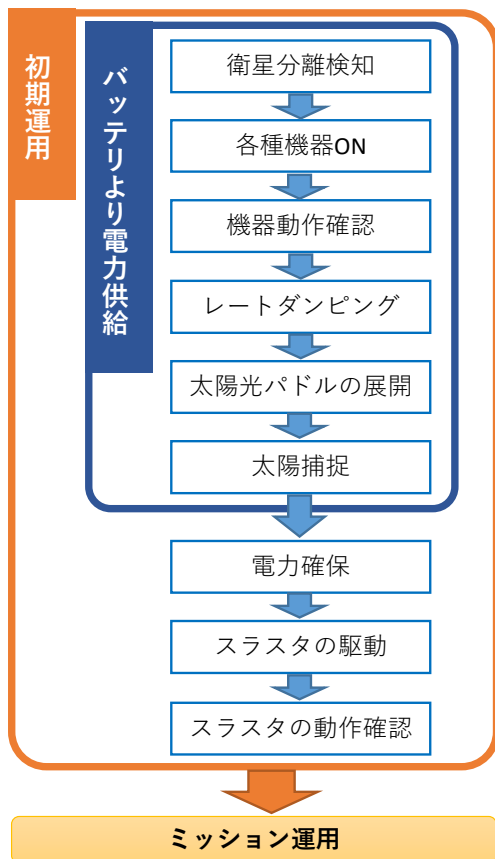 初期運用
バッテリより電力供給
衛星分離検知
各種機器ON
機器動作確認
レートダンピング
太陽光パドルの展開
太陽捕捉
電力確保
スラスタの駆動
スラスタの動作確認
ミッション運用